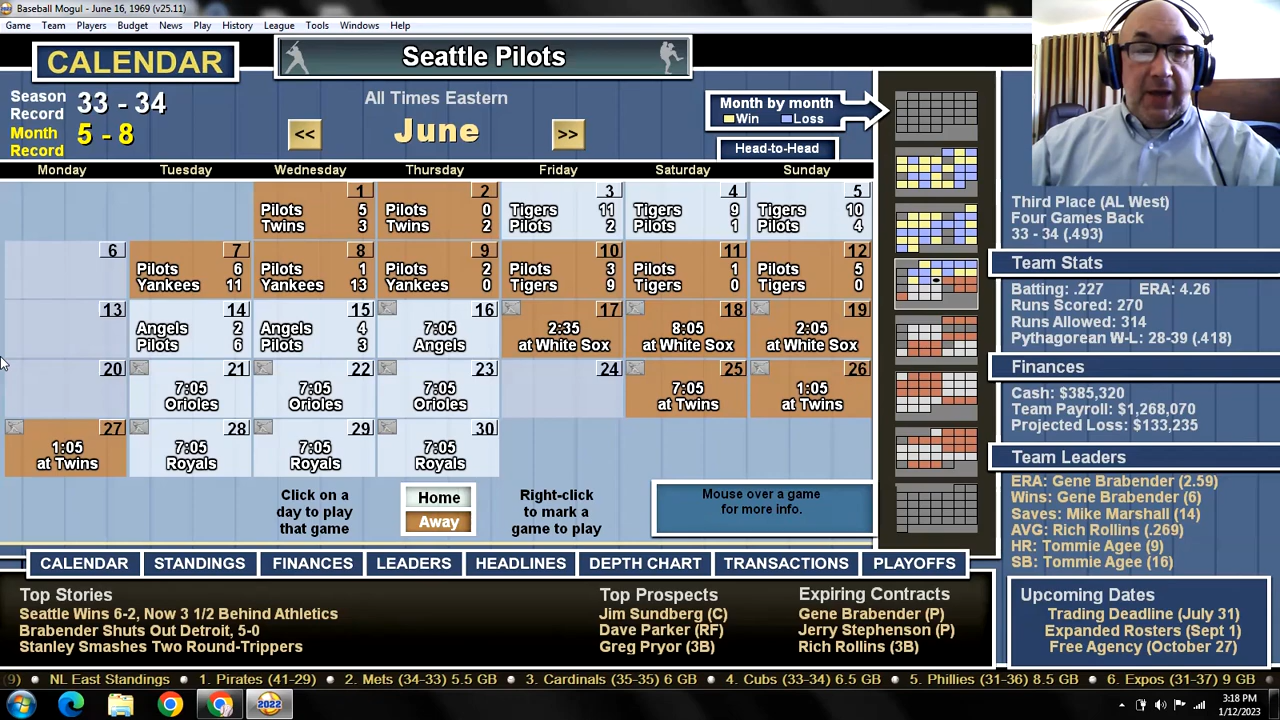 Baseball Mogul - June 16, 1969 (v25.11)
Game Team Players Budget News Play History League Tools Windows Help
CALENDAR
Seattle Pilots
Season Record 33 - 34
Month Record 5 - 8
All Times Eastern
<< June >>
Month by month
Win Loss
Head-to-Head
Monday Tuesday Wednesday Thursday Friday Saturday Sunday
1 2 3 4 5
Pilots 5 Pilots 0 Tigers 11 Tigers 9 Tigers 10
Twins 3 Twins 2 Pilots 2 Pilots 1 Pilots 4
6 7 8 9 10 11 12
Pilots 6 Pilots 1 Pilots 2 Pilots 3 Pilots 1 Pilots 5
Yankees 11 Yankees 13 Yankees 0 Tigers 9 Tigers 0 Tigers 0
13 14 15 16 17 18 19
Angels 2 Angels 4 7:05 2:35 8:05 2:05
Pilots 6 Pilots 3 Angels at White Sox at White Sox at White Sox
20 21 22 23 24 25 26
7:05 7:05 7:05 7:05 1:05
Orioles Orioles Orioles at Twins at Twins
27 28 29 30
1:05 7:05 7:05 7:05
at Twins Royals Royals Royals
Click on a day to play that game
Home
Away
Right-click to mark a game to play
Mouse over a game
for more info.
Third Place (AL West)
Four Games Back
33 - 34 (.493)
Team Stats
Batting: .227 ERA: 4.26
Runs Scored: 270
Runs Allowed: 314
Pythagorean W-L: 28-39 (.418)
Finances
Cash: $385,320
Team Payroll: $1,268,070
Projected Loss: $133,235
Team Leaders
ERA: Gene Brabender (2.59)
Wins: Gene Brabender (6)
Saves: Mike Marshall (14)
AVG: Rich Rollins (.269)
HR: Tommie Agee (9)
SB: Tommie Agee (16)
CALENDAR STANDINGS FINANCES LEADERS HEADLINES DEPTH CHART TRANSACTIONS PLAYOFFS
Top Stories
Seattle Wins 6-2, Now 3 1/2 Behind Athletics
Brabender Shuts Out Detroit, 5-0
Stanley Smashes Two Round-Trippers
Top Prospects
Jim Sundberg (C)
Dave Parker (RF)
Greg Pryor (3B)
Expiring Contracts
Gene Brabender (P)
Jerry Stephenson (P)
Rich Rollins (3B)
Upcoming Dates
Trading Deadline (July 31)
Expanded Rosters (Sept 1)
Free Agency (October 27)
(9) • NL East Standings • 1. Pirates (41-29) • 2. Mets (34-33) 5.5 GB • 3. Cardinals (35-35) 6 GB • 4. Cubs (33-34) 6.5 GB • 5. Phillies (31-36) 8.5 GB • 6. Expos (31-37) 9 GB
2022
3:18 PM
1/12/2023